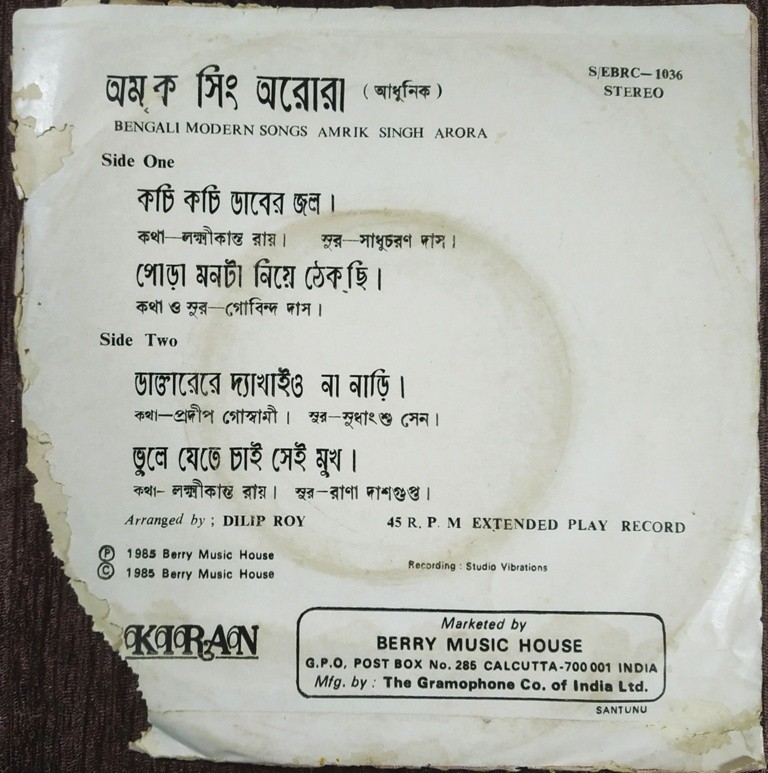 অমৃক সিং অরোরা (আধুনিক)
S/EBRC-1036
STEREO
BENGALI MODERN SONGS AMRIK SINGH ARORA
Side One
কচি কচি ডাবের জল।
কথা—লক্ষ্মীকান্ত রায়। সুর—সাধুচরণ দাস।
পোড়া মনটা নিয়ে ঠেক্‌ছি।
কথা ও সুর—গোবিন্দ দাস।
Side Two
ডাক্তারেরে দ্যাখাইও না নাড়ি।
কথা—প্রদীপ গোস্বামী। সুর—সুধাংশু সেন।
ভুলে যেতে চাই সেই মুখ।
কথা- লক্ষ্মীকান্ত রায়। সুর—রাণা দাশগুপ্ত।
Arranged by ; DILIP ROY 45 R. P. M EXTENDED PLAY RECORD
Ⓟ 1985 Berry Music House
© 1985 Berry Music House
Recording : Studio Vibrations
KIRAN
Marketed by
BERRY MUSIC HOUSE
G.P.O. POST BOX No. 285 CALCUTTA-700 001 INDIA
Mfg. by : The Gramophone Co. of India Ltd.
SANTUNU